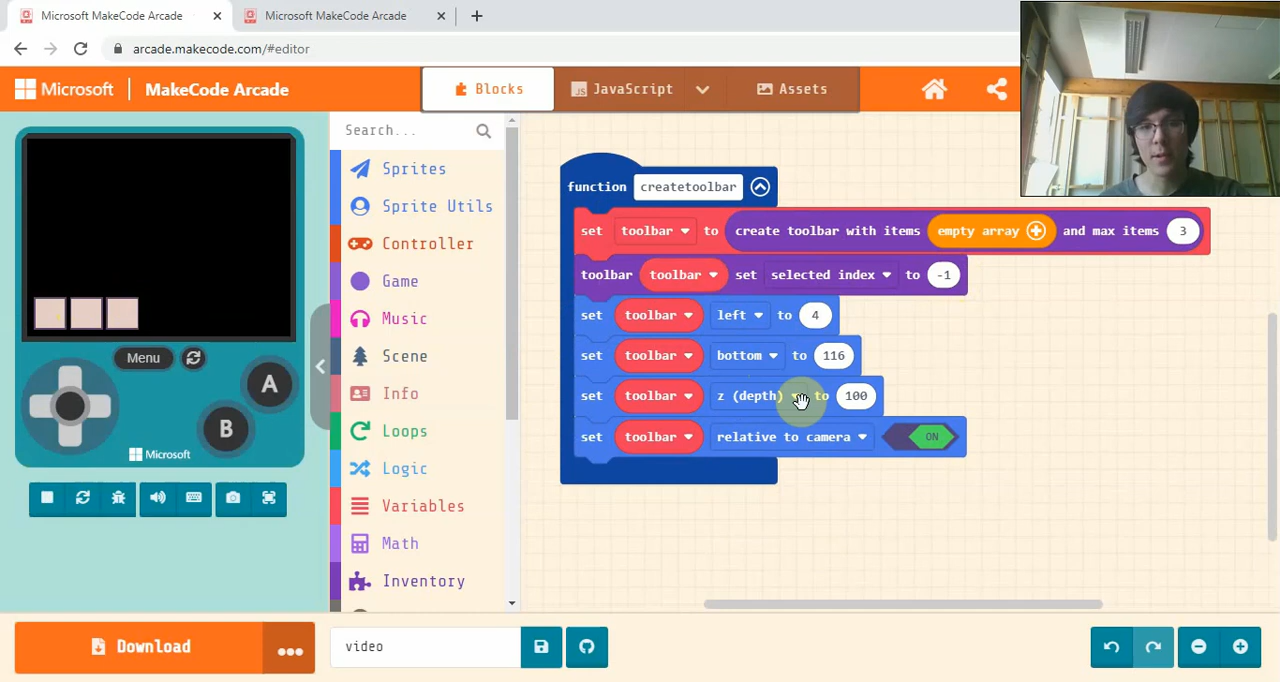 Microsoft MakeCode Arcade
Microsoft MakeCode Arcade
arcade.makecode.com/#editor
Microsoft
MakeCode Arcade
Blocks
JavaScript
Assets
Search...
Sprites
Sprite Utils
Controller
Game
Music
Scene
Info
Loops
Logic
Variables
Math
Inventory
function createtoolbar
set toolbar to create toolbar with items empty array and max items 3
toolbar toolbar set selected index to -1
set toolbar left to 4
set toolbar bottom to 116
set toolbar z (depth) to 100
set toolbar relative to camera ON
Menu
A
B
Microsoft
Download
video